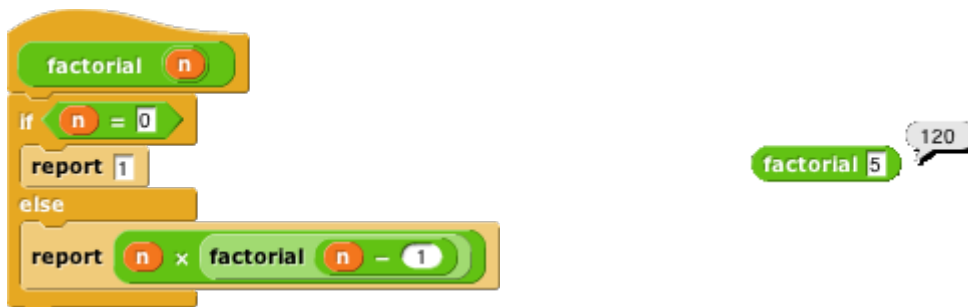 factorial n
if n = 0
report 1
else
report n × factorial n - 1
factorial 5
120